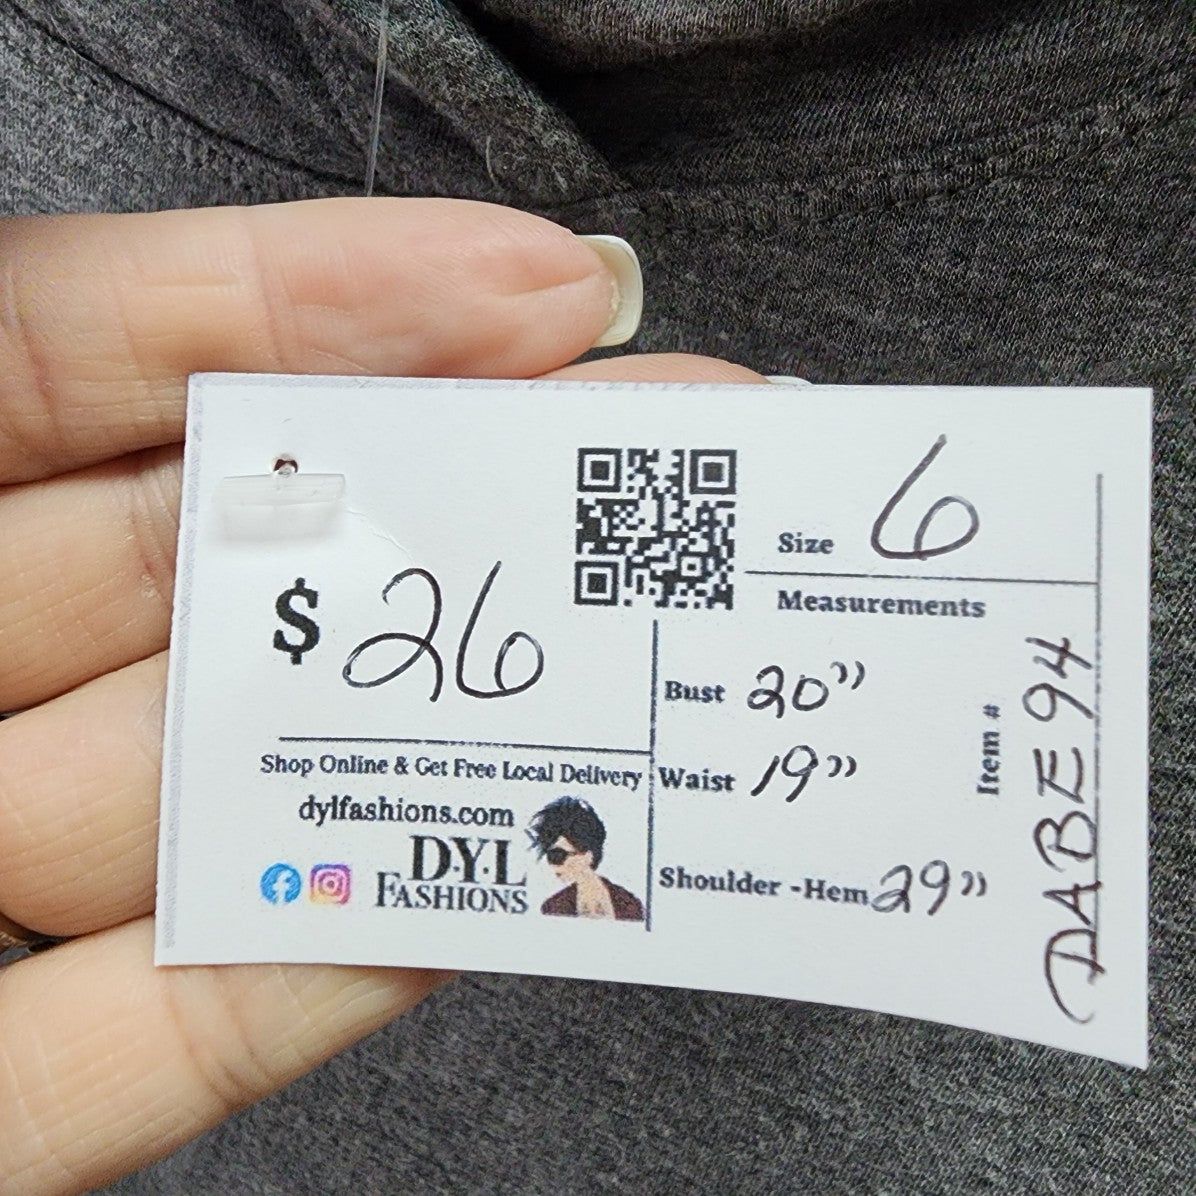 $ 26
Shop Online & Get Free Local Delivery
dylfashions.com
D.Y.L
FASHIONS
Size 6
Measurements
Bust 20"
Waist 19"
Shoulder -Hem 29"
Item # DABE94